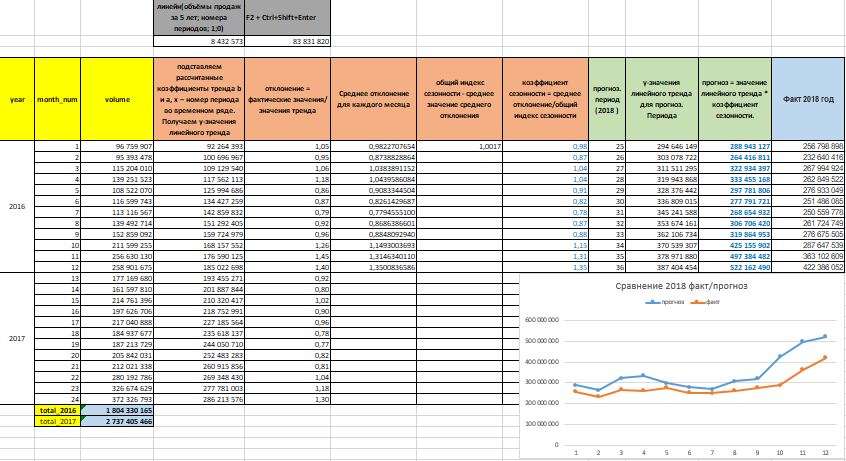 линейн(объёмы продаж за 5 лет; номера периодов; 1;0) F2 + Ctrl+Shift+Enter
8 432 573 83 831 820
year month_num volume подставляем рассчитанные коэффициенты тренда b и a, x – номер периода во временном ряде. Получаем y-значения линейного тренда отклонение = фактические значения/ значения тренда Среднее отклонение для каждого месяца общий индекс сезонности - среднее значение среднего отклонения коэффициент сезонности = среднее отклонение/общий индекс сезонности прогноз. период (2018 ) y-значения линейного тренда для прогноз. Периода прогноз = значение линейного тренда * коэффициент сезонности. Факт 2018 год
2016
1 96 759 907 92 264 393 1,05 0,9822707654 1,0017 0,98 25 294 646 149 288 943 127 256 798 898
2 95 393 478 100 696 967 0,95 0,8738828864 0,87 26 303 078 722 264 416 811 232 640 416
3 115 204 010 109 129 540 1,06 1,0383891152 1,04 27 311 511 295 322 934 397 267 994 924
4 139 251 523 117 562 113 1,18 1,0439586084 1,04 28 319 943 868 333 455 168 262 849 522
5 108 522 070 125 994 686 0,86 0,9083344504 0,91 29 328 376 442 297 781 806 276 933 049
6 116 599 743 134 427 259 0,87 0,8261429687 0,82 30 336 809 015 277 791 721 251 486 085
7 113 116 567 142 859 832 0,79 0,7794555100 0,78 31 345 241 588 268 654 932 250 559 778
8 139 492 714 151 292 405 0,92 0,8686386601 0,87 32 353 674 161 306 706 420 261 724 749
9 152 859 092 159 724 979 0,96 0,8848092940 0,88 33 362 106 734 319 864 953 276 675 505
10 211 599 255 168 157 552 1,26 1,1493003693 1,15 34 370 539 307 425 155 902 287 647 539
11 256 630 130 176 590 125 1,45 1,3146340110 1,31 35 378 971 880 497 384 482 363 102 609
12 258 901 675 185 022 698 1,40 1,3500836586 1,35 36 387 404 454 522 162 490 422 386 052
2017
13 177 169 680 193 455 271 0,92
14 161 597 810 201 887 844 0,80
15 214 761 396 210 320 417 1,02
16 197 626 706 218 752 991 0,90
17 217 040 888 227 185 564 0,96
18 184 937 677 235 618 137 0,78
19 187 213 729 244 050 710 0,77
20 205 842 031 252 483 283 0,82
21 212 021 338 260 915 856 0,81
22 280 192 786 269 348 430 1,04
23 326 674 629 277 781 003 1,18
24 372 326 793 286 213 576 1,30
total_2016 1 804 330 165
total_2017 2 737 405 466
Сравнение 2018 факт/прогноз
прогноз факт
600 000 000
500 000 000
400 000 000
300 000 000
200 000 000
100 000 000
0
1 2 3 4 5 6 7 8 9 10 11 12